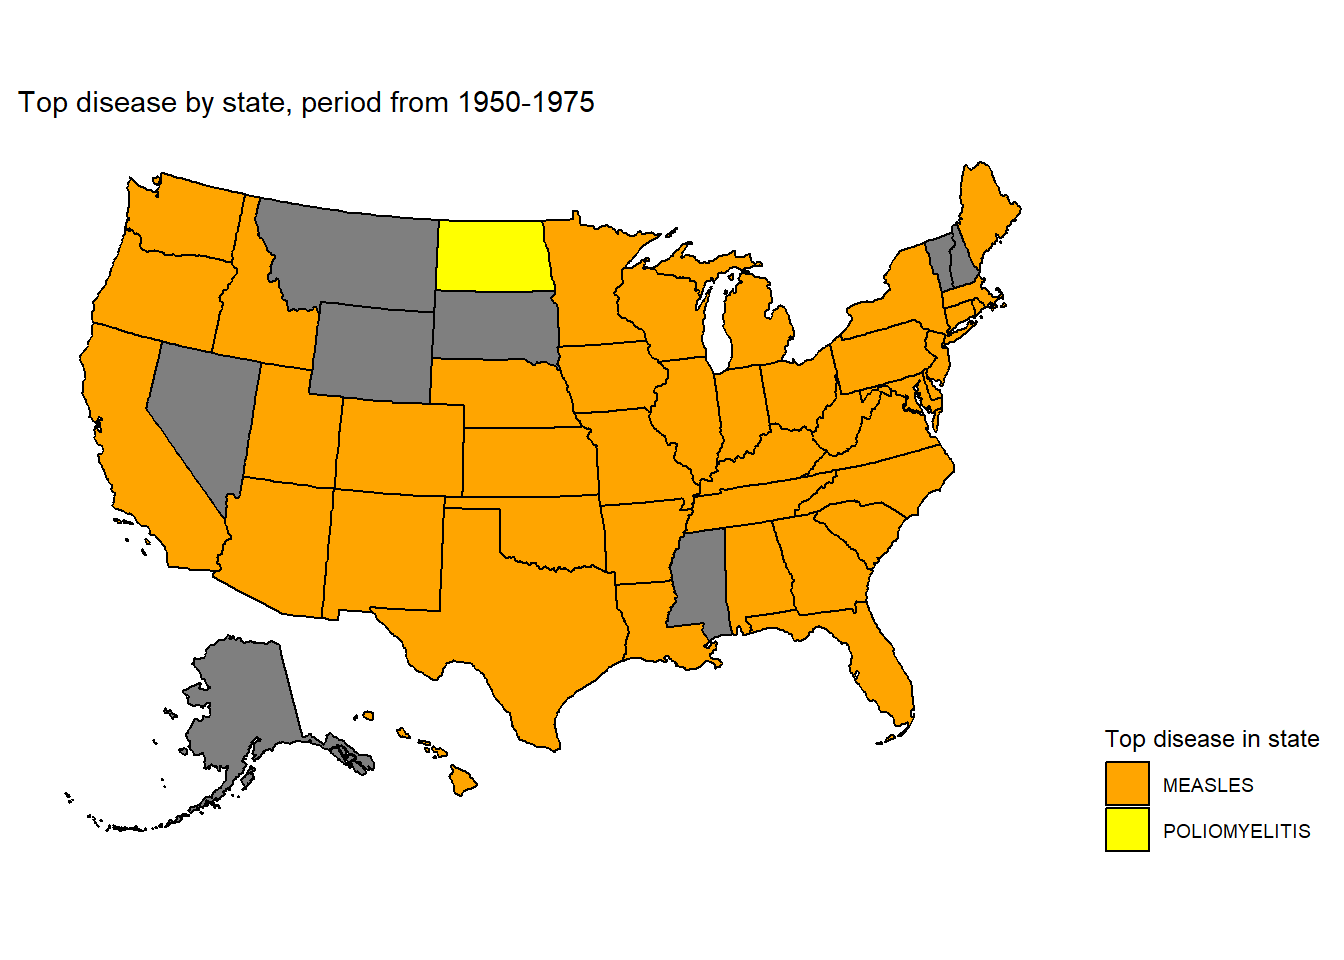 Top disease by state, period from 1950-1975
Top disease in state
MEASLES
POLIOMYELITIS